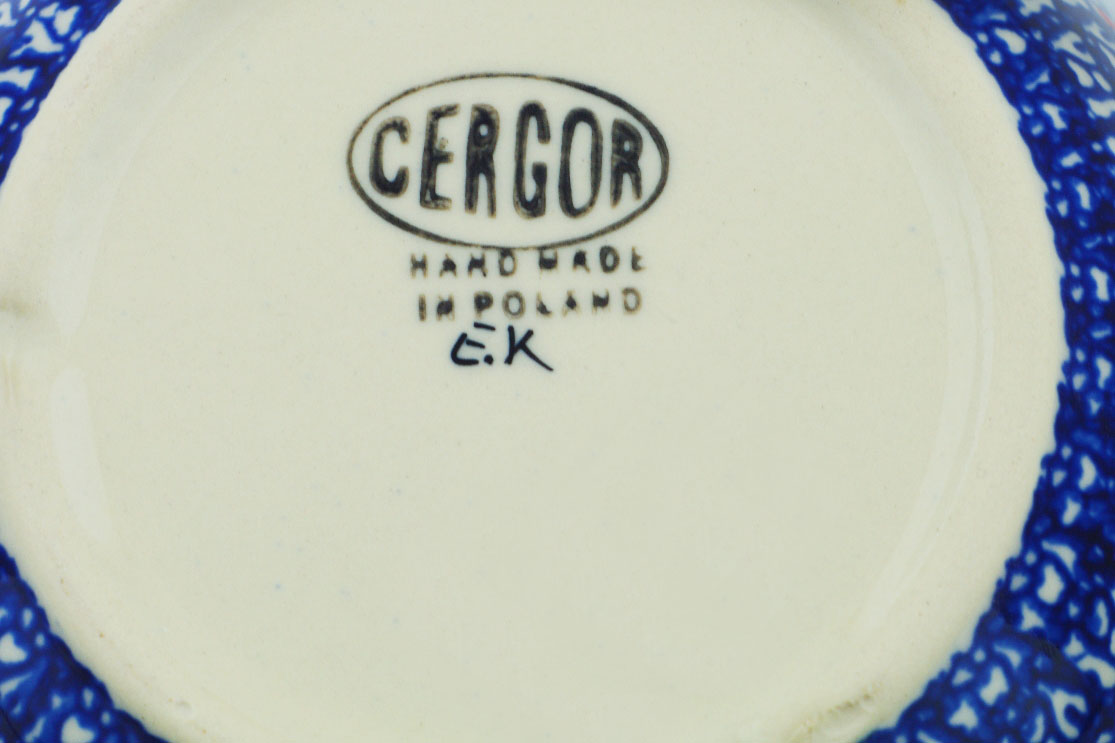 CERGOR
HAND MADE
IN POLAND
E.K